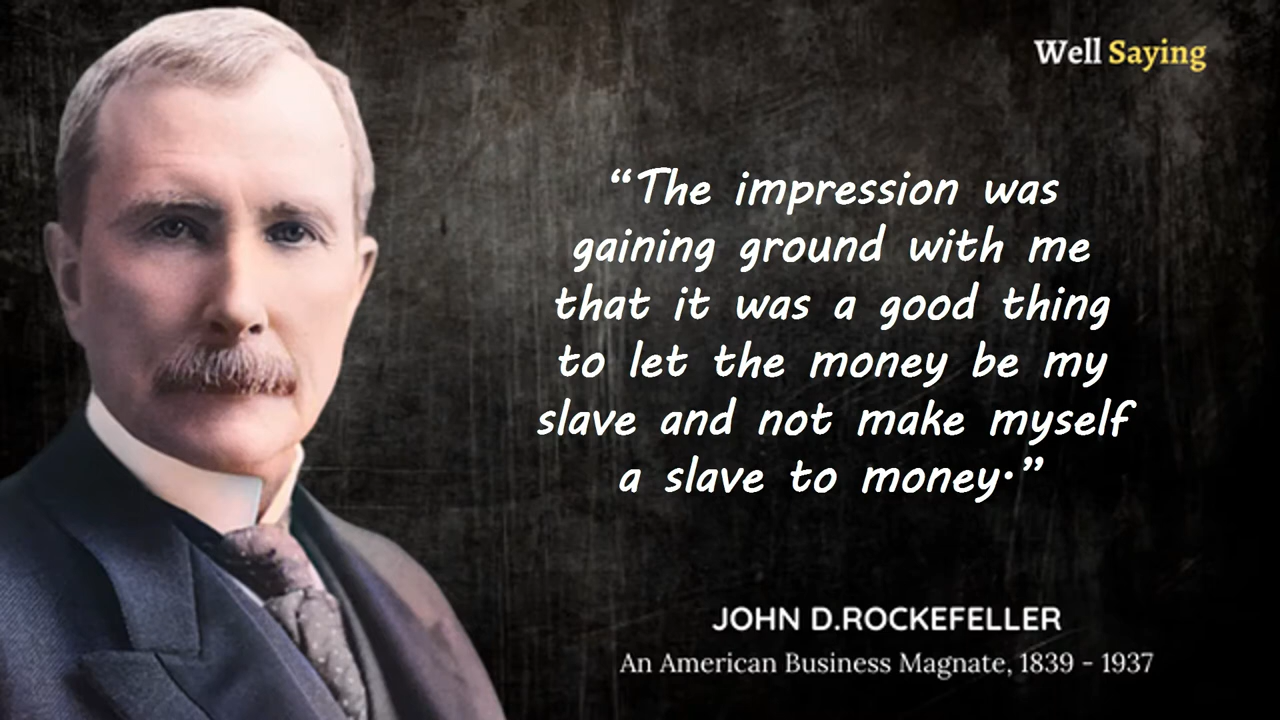 Well Saying
“The impression was
gaining ground with me
that it was a good thing
to let the money be my
slave and not make myself
a slave to money.”
JOHN D.ROCKEFELLER
An American Business Magnate, 1839 - 1937